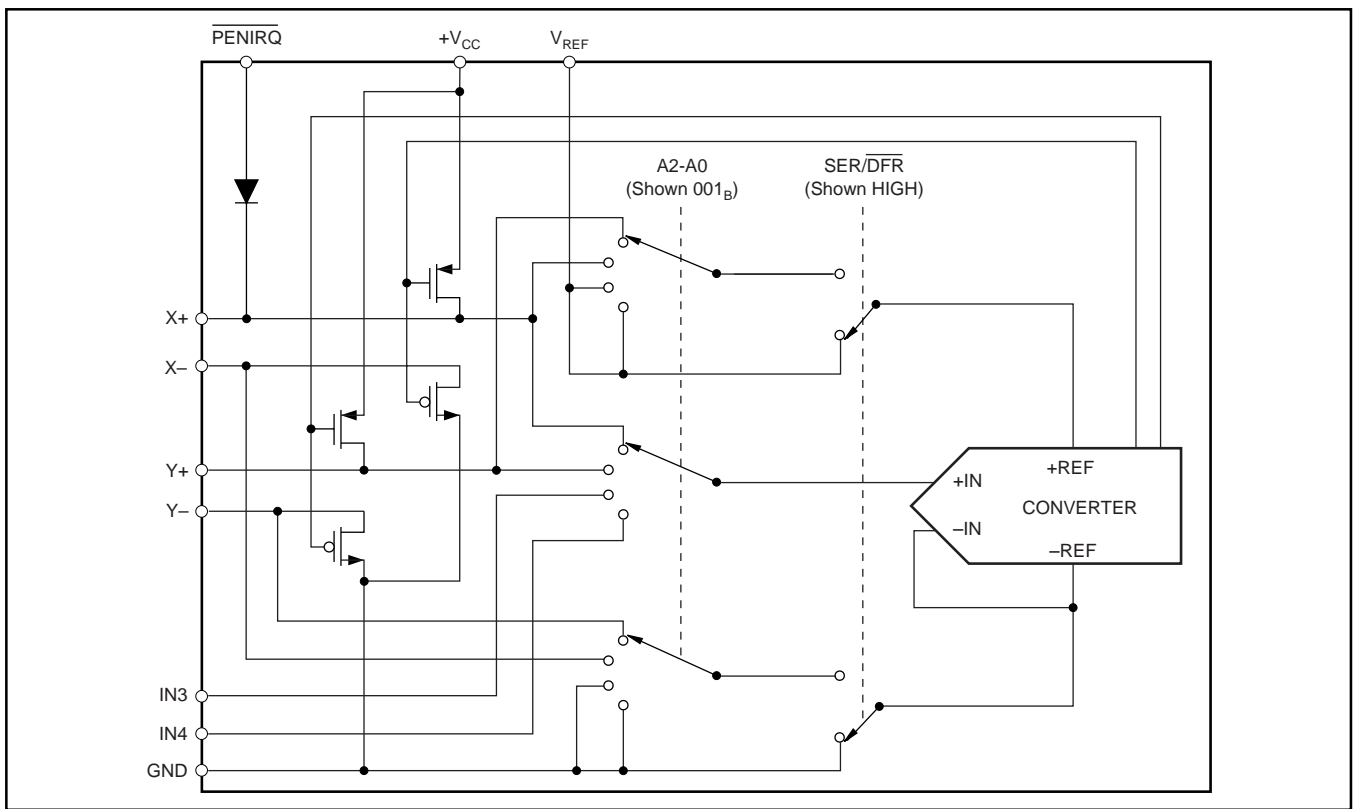 PENIRQ
+VCC
VREF
A2-A0
(Shown 001B)
SER/DFR
(Shown HIGH)
X+
X–
Y+
Y–
+REF
+IN
CONVERTER
–IN
–REF
IN3
IN4
GND